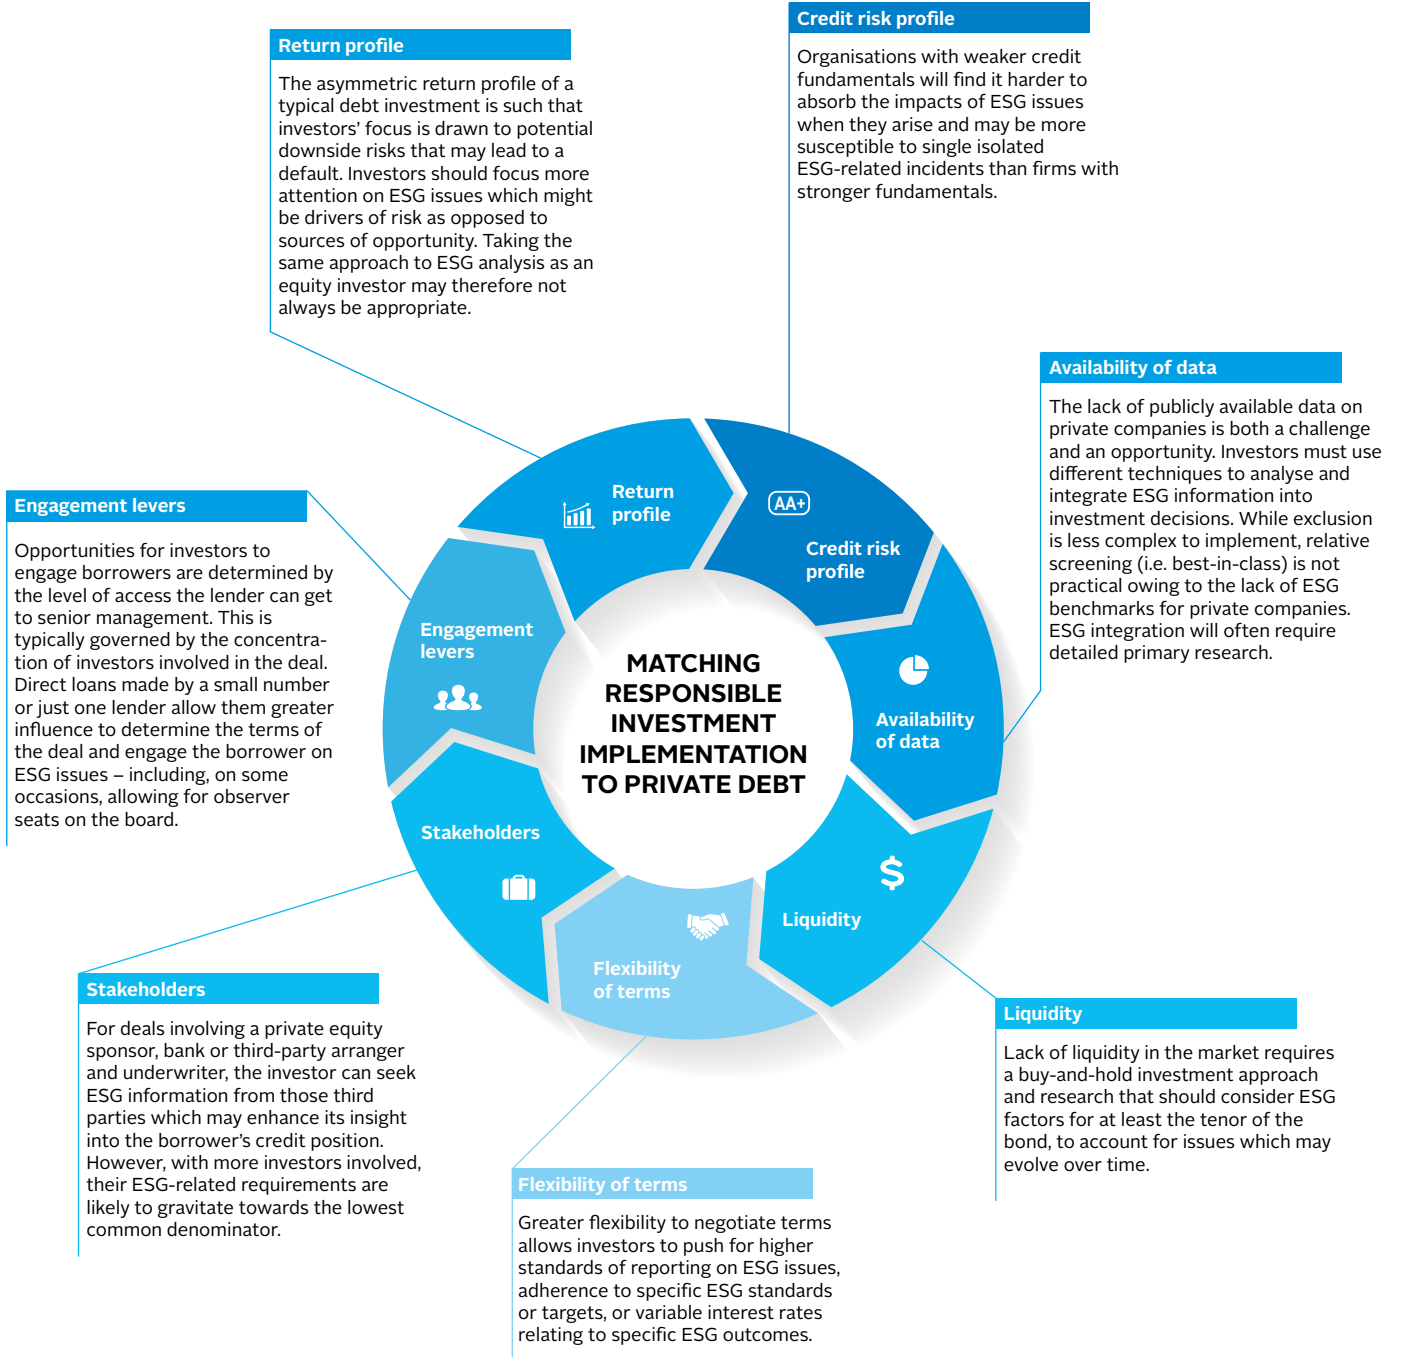 Return profile
The asymmetric return profile of a
typical debt investment is such that
investors’ focus is drawn to potential
downside risks that may lead to a
default. Investors should focus more
attention on ESG issues which might
be drivers of risk as opposed to
sources of opportunity. Taking the
same approach to ESG analysis as an
equity investor may therefore not
always be appropriate.
Credit risk profile
Organisations with weaker credit
fundamentals will find it harder to
absorb the impacts of ESG issues
when they arise and may be more
susceptible to single isolated
ESG-related incidents than firms with
stronger fundamentals.
Availability of data
The lack of publicly available data on
private companies is both a challenge
and an opportunity. Investors must use
different techniques to analyse and
integrate ESG information into
investment decisions. While exclusion
is less complex to implement, relative
screening (i.e. best-in-class) is not
practical owing to the lack of ESG
benchmarks for private companies.
ESG integration will often require
detailed primary research.
Engagement levers
Opportunities for investors to
engage borrowers are determined by
the level of access the lender can get
to senior management. This is
typically governed by the concentra-
tion of investors involved in the deal.
Direct loans made by a small number
or just one lender allow them greater
influence to determine the terms of
the deal and engage the borrower on
ESG issues – including, on some
occasions, allowing for observer
seats on the board.
Return
profile
AA+
Credit risk
profile
Engagement
levers
MATCHING
RESPONSIBLE
INVESTMENT
IMPLEMENTATION
TO PRIVATE DEBT
Availability
of data
Stakeholders
$
Liquidity
Flexibility
of terms
Stakeholders
For deals involving a private equity
sponsor, bank or third-party arranger
and underwriter, the investor can seek
ESG information from those third
parties which may enhance its insight
into the borrower’s credit position.
However, with more investors involved,
their ESG-related requirements are
likely to gravitate towards the lowest
common denominator.
Liquidity
Lack of liquidity in the market requires
a buy-and-hold investment approach
and research that should consider ESG
factors for at least the tenor of the
bond, to account for issues which may
evolve over time.
Flexibility of terms
Greater flexibility to negotiate terms
allows investors to push for higher
standards of reporting on ESG issues,
adherence to specific ESG standards
or targets, or variable interest rates
relating to specific ESG outcomes.